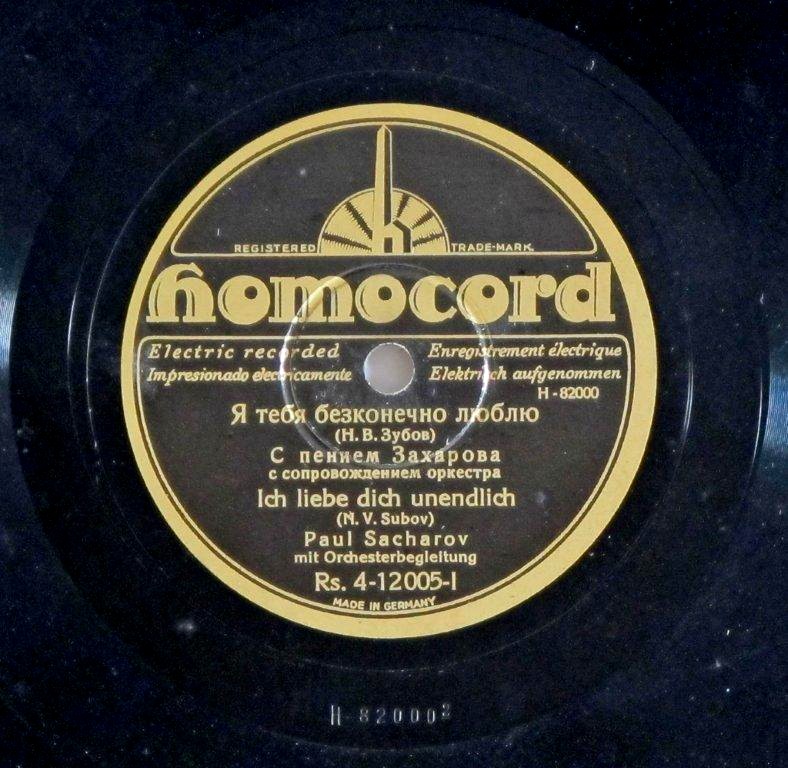 REGISTERED TRADE-MARK
homocord
Electric recorded Enregistrement électrique
Impresionado electricamente Elektrisch aufgenommen
H-82000
Я тебя безконечно люблю
(Н. В. Зубов)
С пением Захарова
с сопровождением оркестра
Ich liebe dich unendlich
(N. V. Subov)
Paul Sacharov
mit Orchesterbegleitung
Rs. 4-12005-I
MADE IN GERMANY
H-82000²